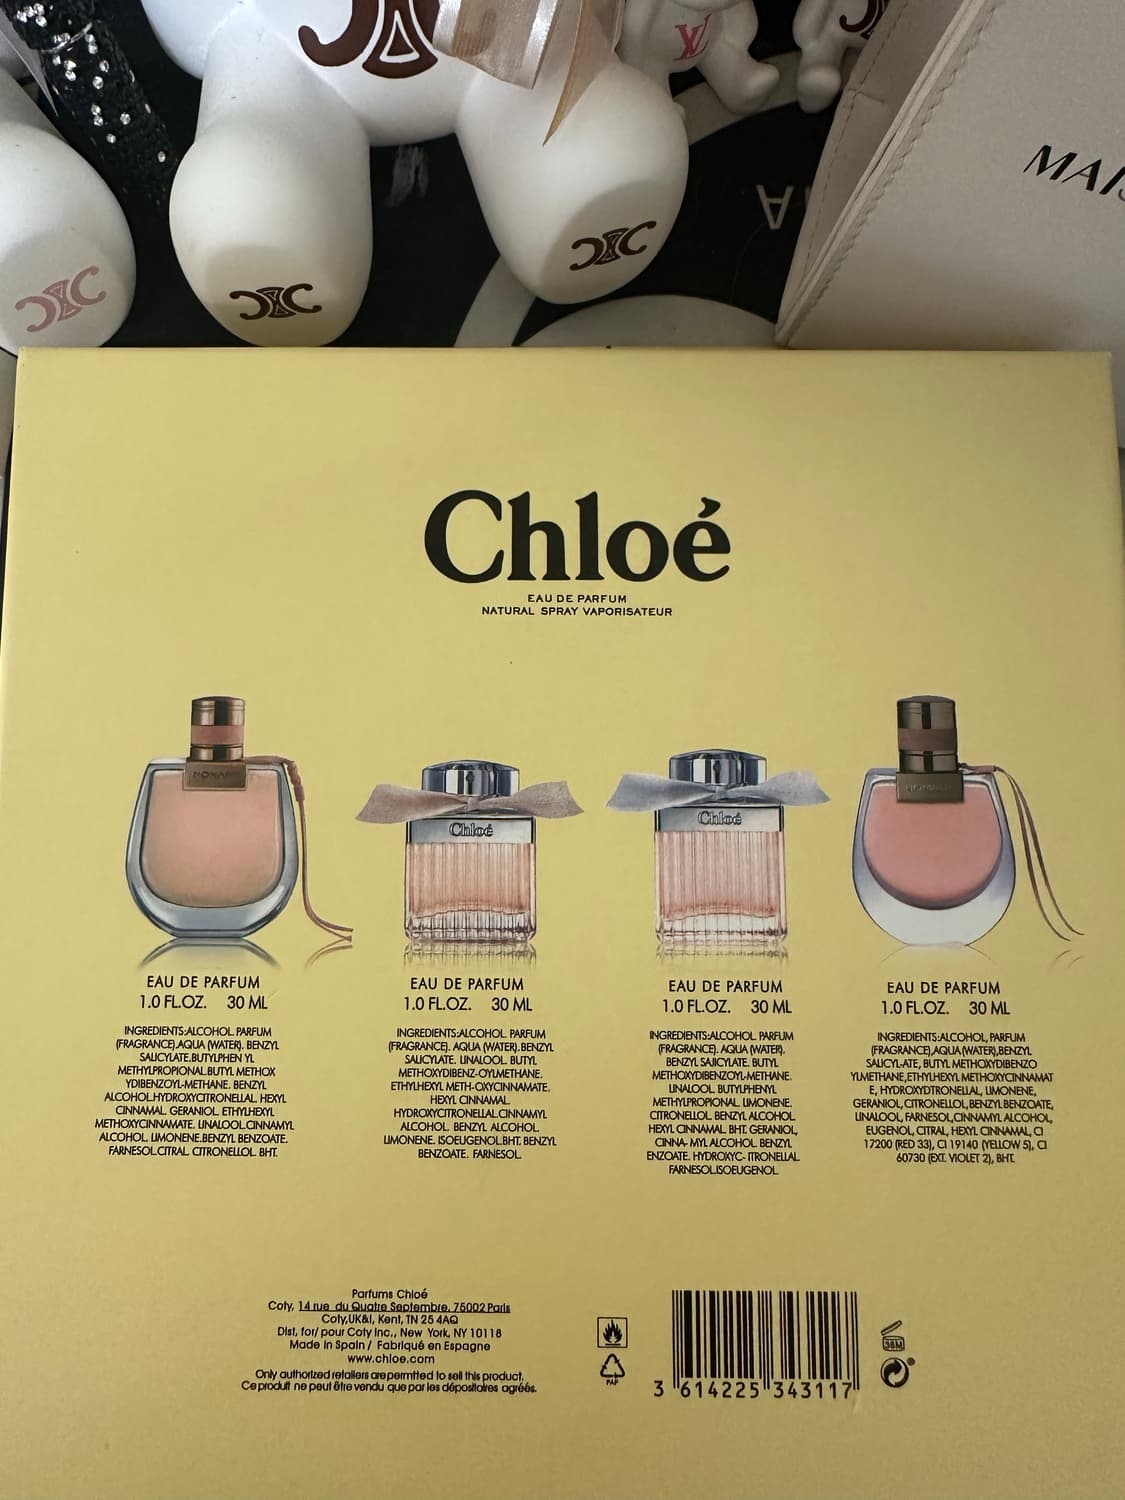 MAIS
Chloé
EAU DE PARFUM
NATURAL SPRAY VAPORISATEUR
NOMADE
Chloé
Chloé
EAU DE PARFUM
1.0 FL.OZ. 30 ML
INGREDIENTS:ALCOHOL. PARFUM
(FRAGRANCE).AQUA (WATER). BENZYL
SALICYLATE.BUTYLPHEN YL
METHYLPROPIONAL.BUTYL METHOX
YDIBENZOYL-METHANE. BENZYL
ALCOHOL.HYDROXYCITRONELLAL. HEXYL
CINNAMAL. GERANIOL. ETHYLHEXYL
METHOXYCINNAMATE. LINALOOL.CINNAMYL
ALCOHOL. LIMONENE.BENZYL BENZOATE.
FARNESOL.CITRAL. CITRONELLOL. BHT.
EAU DE PARFUM
1.0 FL.OZ. 30 ML
INGREDIENTS:ALCOHOL. PARFUM
(FRAGRANCE). AQUA (WATER).BENZYL
SALICYLATE. LINALOOL. BUTYL
METHOXYDIBENZ-OYLMETHANE.
ETHYLHEXYL METH-OXYCINNAMATE.
HEXYL CINNAMAL.
HYDROXYCITRONELLAL.CINNAMYL
ALCOHOL. BENZYL ALCOHOL.
LIMONENE. ISOEUGENOL.BHT. BENZYL
BENZOATE. FARNESOL.
EAU DE PARFUM
1.0 FL.OZ. 30 ML
INGREDIENTS:ALCOHOL. PARFUM
(FRAGRANCE). AQUA (WATER).
BENZYL SAJICYLATE. BUTYL
METHOXYDIBENZOYL-METHANE.
LINALOOL. BUTYLPHENYL
METHYLPROPIONAL. LIMONENE.
CITRONELLOL. BENZYL ALCOHOL
HEXYL CINNAMAL. BHT. GERANIOL,
CINNA- MYL ALCOHOL. BENZYL
ENZOATE. HYDROXYC- ITRONELLAL.
FARNESOL.ISOEUGENOL.
EAU DE PARFUM
1.0 FL.OZ. 30 ML
INGREDIENTS:ALCOHOL, PARFUM
(FRAGRANCE),AQUA (WATER),BENZYL
SALICYL-ATE, BUTYL METHOXYDIBENZO
YLMETHANE,ETHYLHEXYL METHOXYCINNAMAT
E, HYDROXYDTRONELLAL, LIMONENE,
GERANIOL, CITRONELLOL, BENZYL BENZOATE,
LINALOOL, FARNESOL,CINNAMYL ALCOHOL,
EUGENOL, CITRAL, HEXYL CINNAMAL, CI
17200 (RED 33), CI 19140 (YELLOW 5), CI
60730 (EXT. VIOLET 2), BHT.
Parfums Chloé
Coty, 14 rue du Quatre Septembre, 75002 Paris
Coty,UK&I, Kent, TN 25 4AQ
Dist, for/ pour Coty Inc., New York, NY 10118
Made in Spain / Fabriqué en Espagne
www.chloe.com
Only authorized retailers are permtted to sell this product.
Ce produit ne peut être vendu que par les dépositaires agréés.
PAP
3 614225 343117
36M